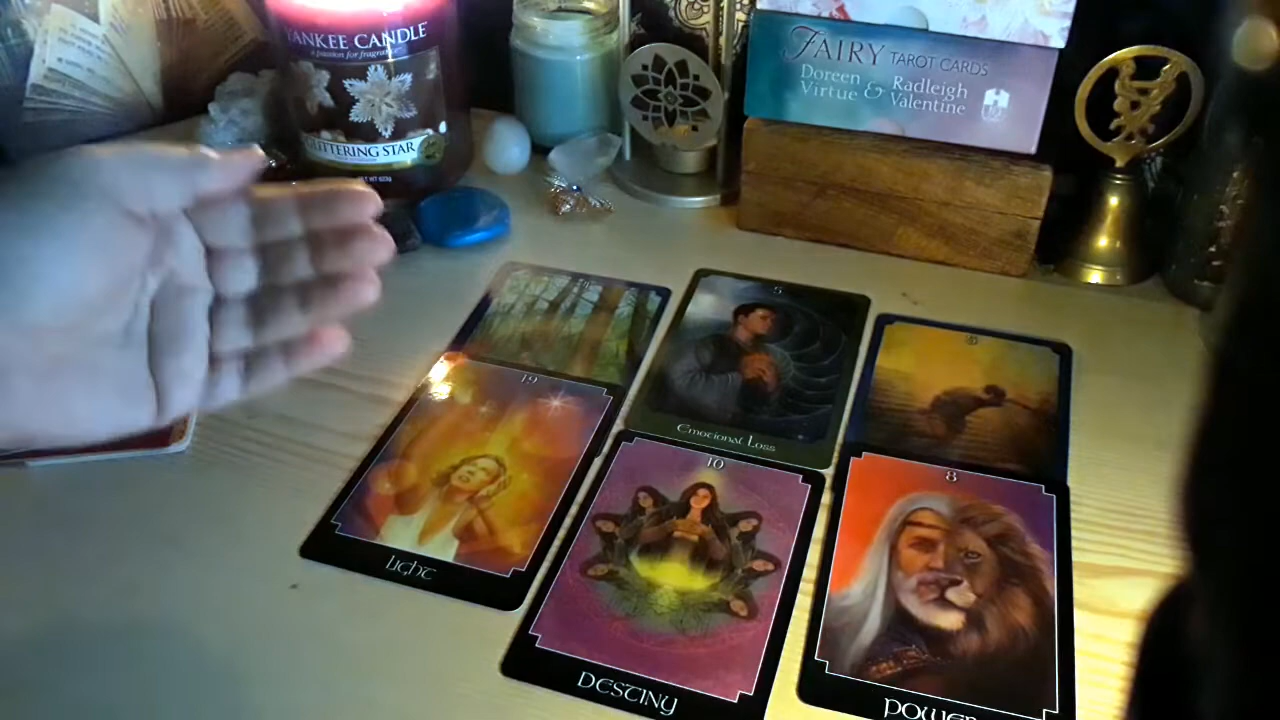 YANKEE CANDLE
a passion for fragrance
GLITTERING STAR
FAIRY TAROT CARDS
Doreen Virtue & Radleigh Valentine
5
Emotional Loss
19
LIGHT
10
DESTINY
8
POWER